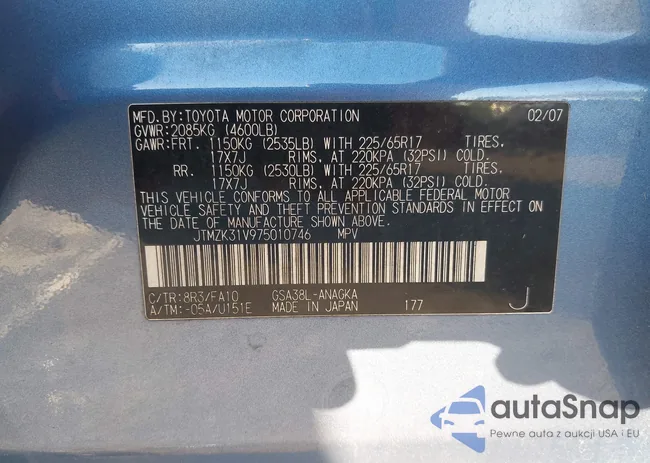 MFD.BY:TOYOTA MOTOR CORPORATION 02/07
GVWR:2085KG (4600LB)
GAWR:FRT. 1150KG (2535LB) WITH 225/65R17 TIRES.
17X7J RIMS, AT 220KPA (32PSI) COLD.
RR. 1150KG (2530LB) WITH 225/65R17 TIRES.
17X7J RIMS, AT 220KPA (32PSI) COLD.
THIS VEHICLE CONFORMS TO ALL APPLICABLE FEDERAL MOTOR
VEHICLE SAFETY AND THEFT PREVENTION STANDARDS IN EFFECT ON
THE DATE OF MANUFACTURE SHOWN ABOVE.
JTMZK31V975010746 MPV
C/TR:8R3/FA10 GSA38L-ANAGKA
A/TM:-05A/U151E MADE IN JAPAN 177 J
autaSnap
Pewne auta z aukcji USA i EU